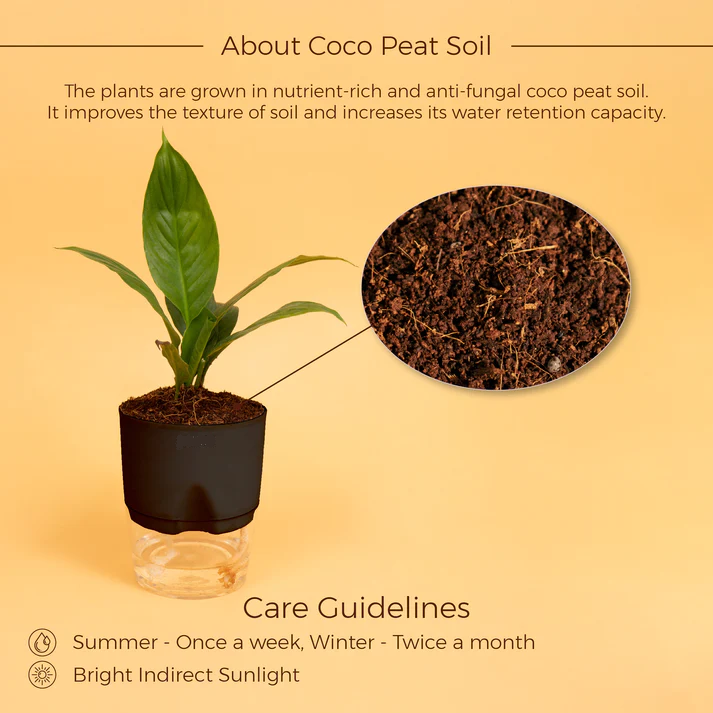 About Coco Peat Soil
The plants are grown in nutrient-rich and anti-fungal coco peat soil.
It improves the texture of soil and increases its water retention capacity.
Care Guidelines
Summer - Once a week, Winter - Twice a month
Bright Indirect Sunlight